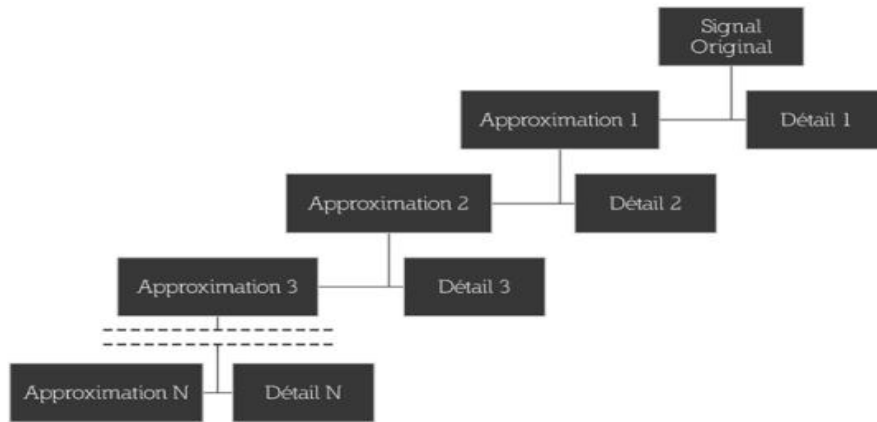 Signal
Original
Approximation 1
Détail 1
Approximation 2
Détail 2
Approximation 3
Détail 3
Approximation N
Détail N